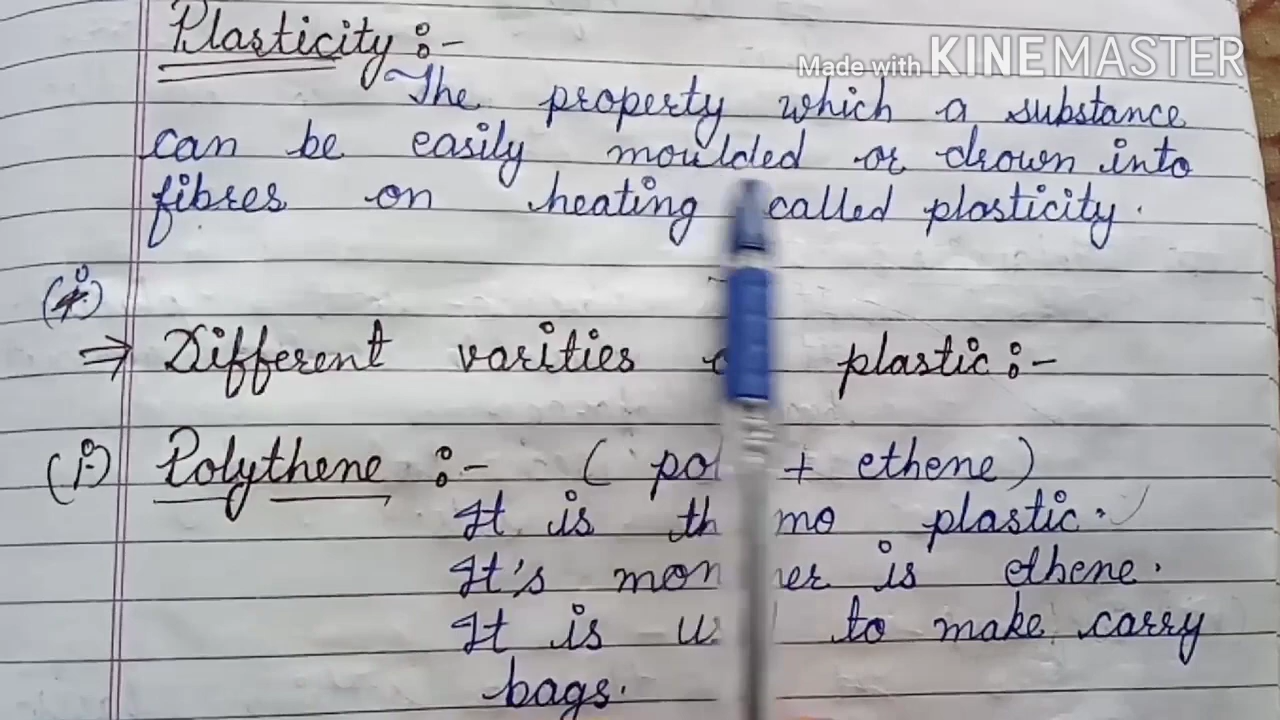 Plasticity :-
Made with KINEMASTER
The property which a substance
can be easily moulded or drown into
fibres on heating called plasticity.
(i)
⇒ Different varities plastic :-
(i) Polythene :- ( + ethene)
It is plastic.
It's is ethene.
It is to make carry
bags.